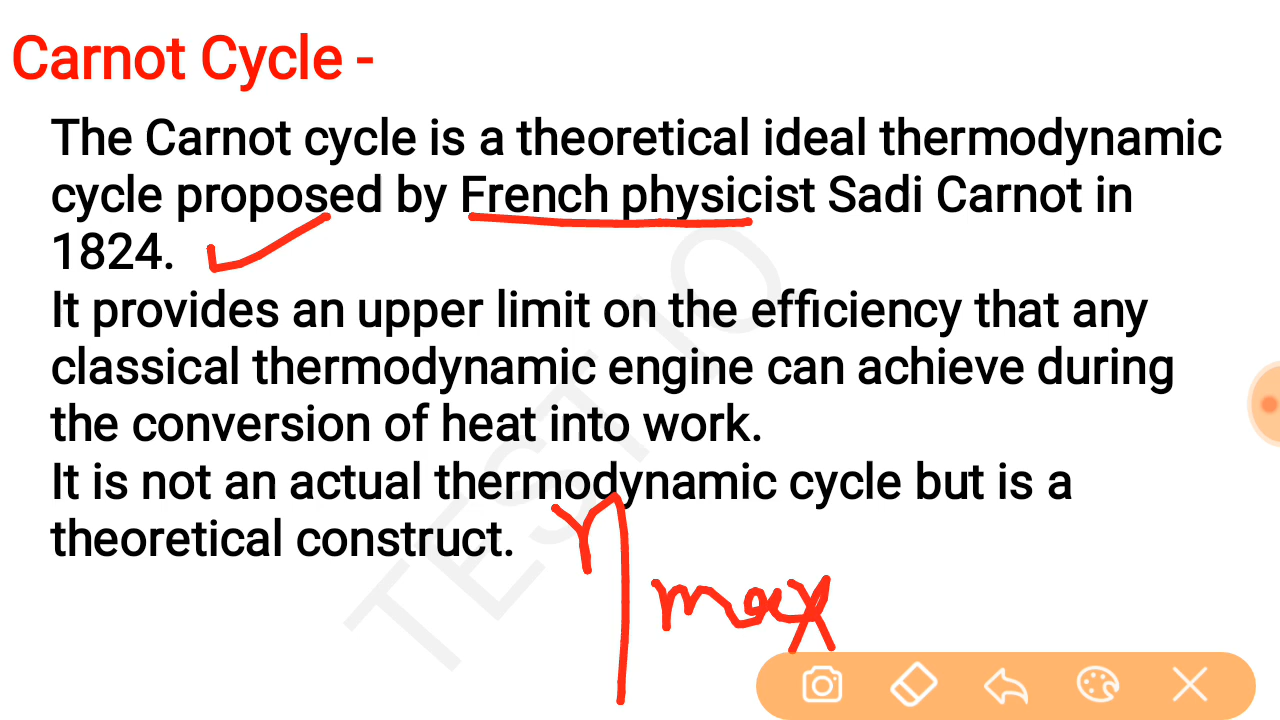 Carnot Cycle -
The Carnot cycle is a theoretical ideal thermodynamic
cycle proposed by French physicist Sadi Carnot in
1824.
It provides an upper limit on the efficiency that any
classical thermodynamic engine can achieve during
the conversion of heat into work.
It is not an actual thermodynamic cycle but is a
theoretical construct.
η max